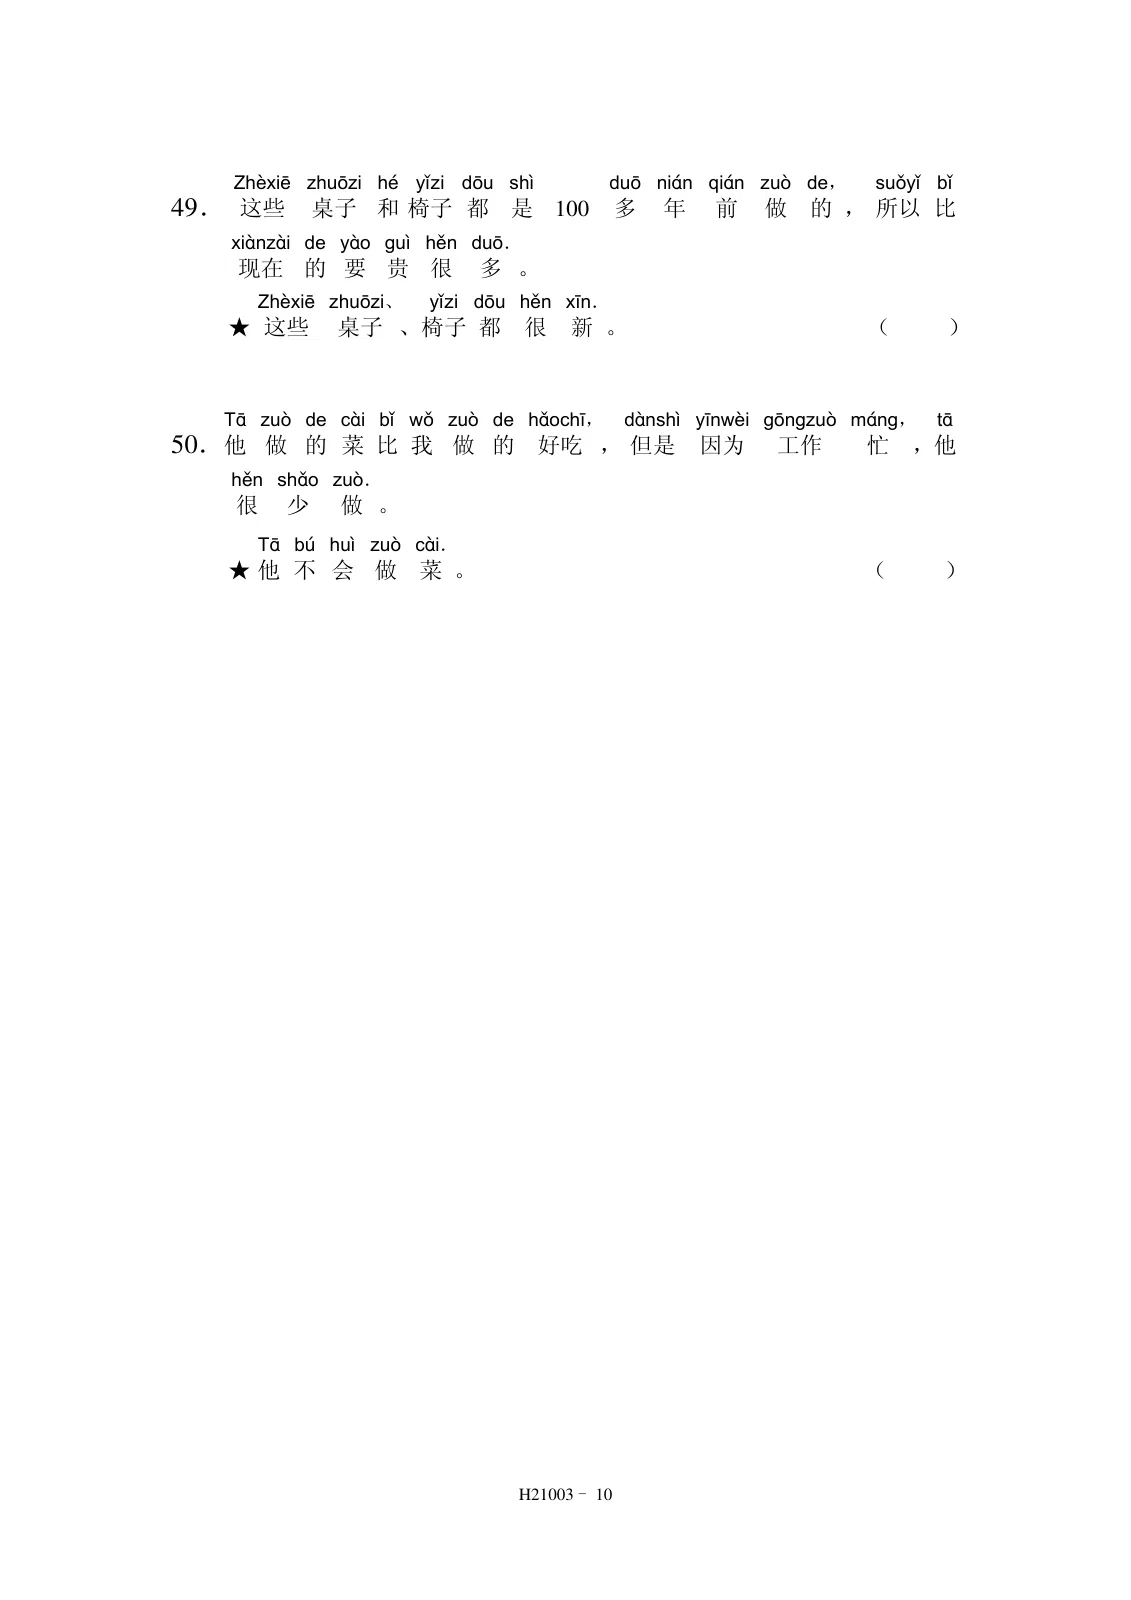 Zhèxiē zhuōzi hé yǐzi dōu shì duō nián qián zuò de, suǒyǐ bǐ
49. 这些桌子和椅子都是 100 多年前做的，所以比
xiànzài de yào guì hěn duō.
现在的要贵很多。
Zhèxiē zhuōzi、 yǐzi dōu hěn xīn.
★ 这些桌子、椅子都很新。 （ ）
Tā zuò de cài bǐ wǒ zuò de hǎochī, dànshì yīnwèi gōngzuò máng, tā
50. 他做的菜比我做的好吃，但是因为工作忙，他
hěn shǎo zuò.
很少做。
Tā bú huì zuò cài.
★ 他不会做菜。 （ ）
H21003 - 10